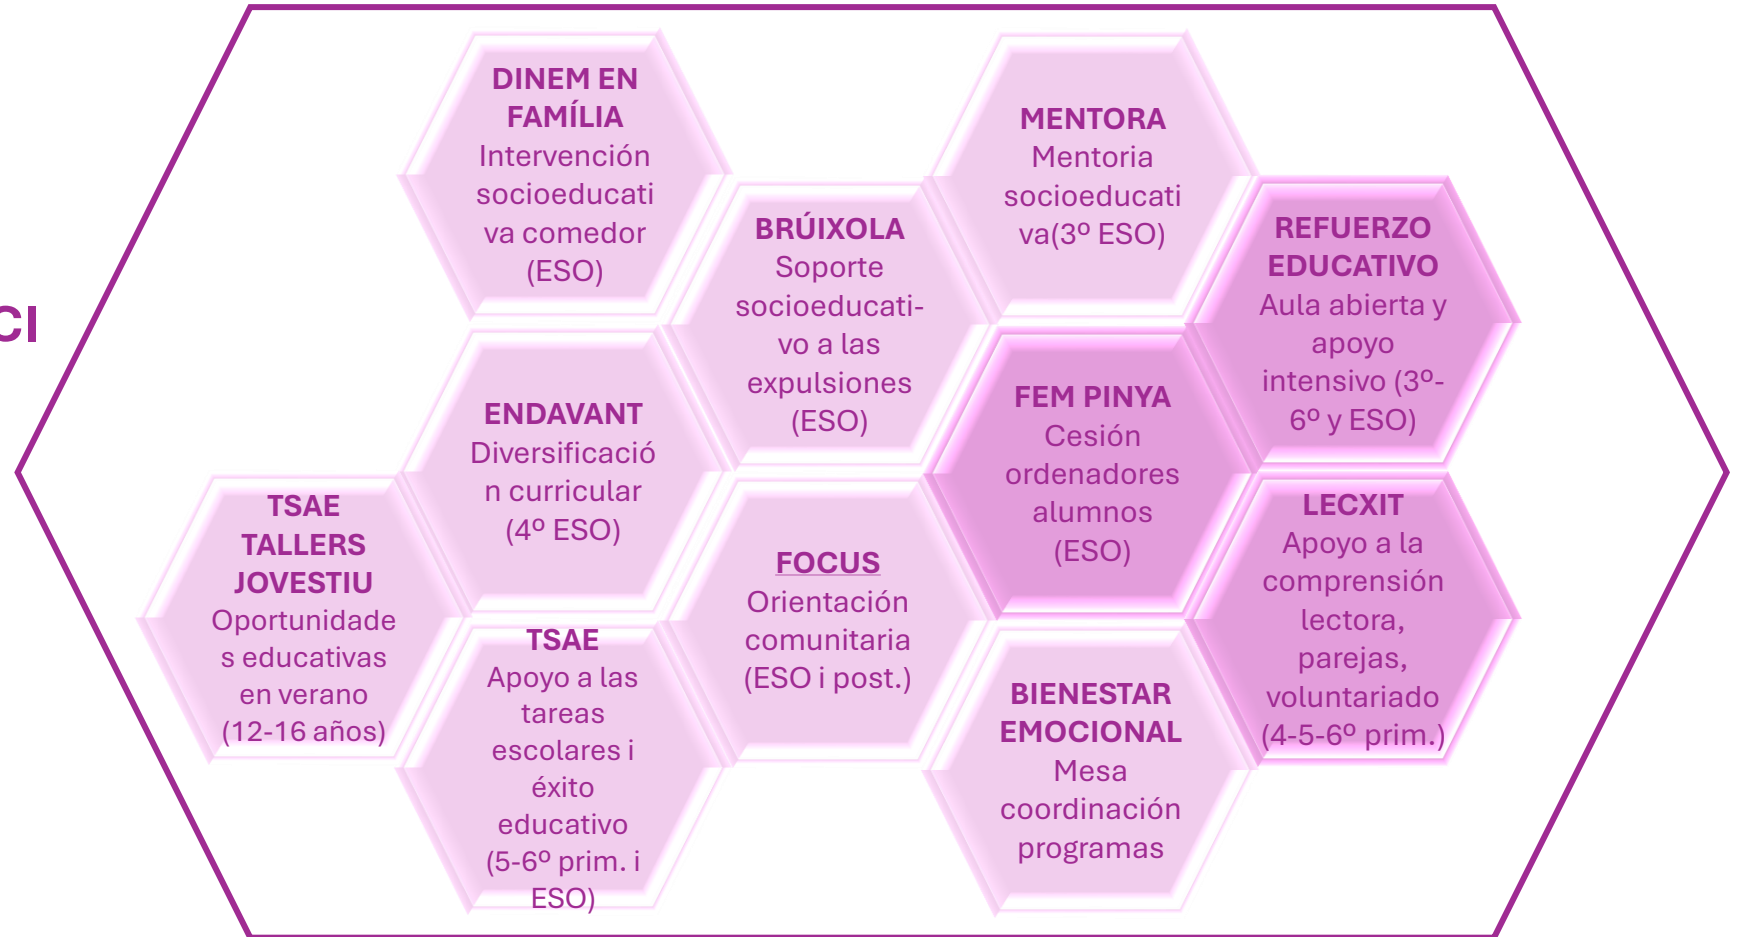 CI
DINEM EN
FAMÍLIA
Intervención
socioeducati
va comedor
(ESO)
MENTORA
Mentoria
socioeducati
va(3º ESO)
BRÚIXOLA
Soporte
socioeducati-
vo a las
expulsiones
(ESO)
REFUERZO
EDUCATIVO
Aula abierta y
apoyo
intensivo (3º-
6º y ESO)
ENDAVANT
Diversificació
n curricular
(4º ESO)
FEM PINYA
Cesión
ordenadores
alumnos
(ESO)
TSAE
TALLERS
JOVESTIU
Oportunidade
s educativas
en verano
(12-16 años)
FOCUS
Orientación
comunitaria
(ESO i post.)
LECXIT
Apoyo a la
comprensión
lectora,
parejas,
voluntariado
(4-5-6º prim.)
TSAE
Apoyo a las
tareas
escolares i
éxito
educativo
(5-6º prim. i
ESO)
BIENESTAR
EMOCIONAL
Mesa
coordinación
programas